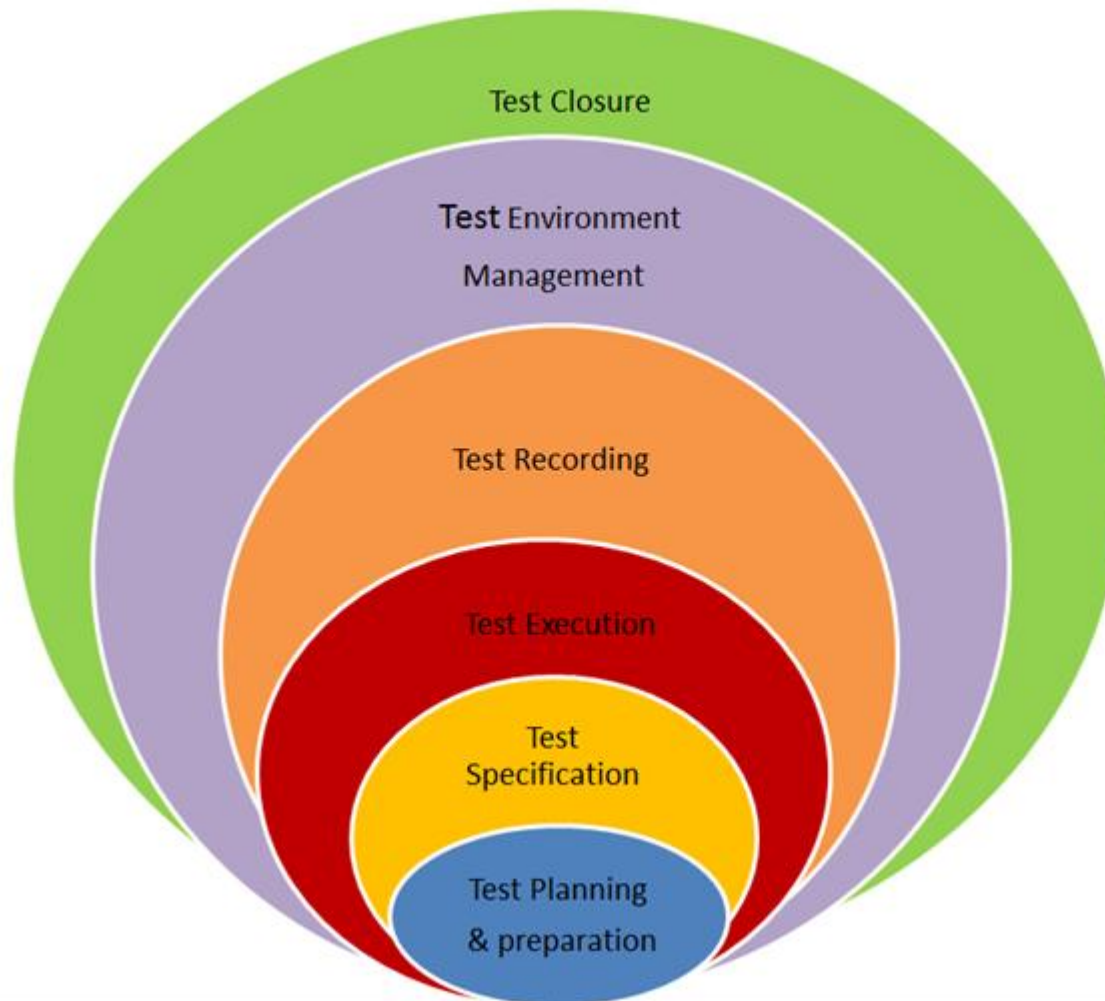 Test Closure
Test Environment
Management
Test Recording
Test Execution
Test
Specification
Test Planning
& preparation